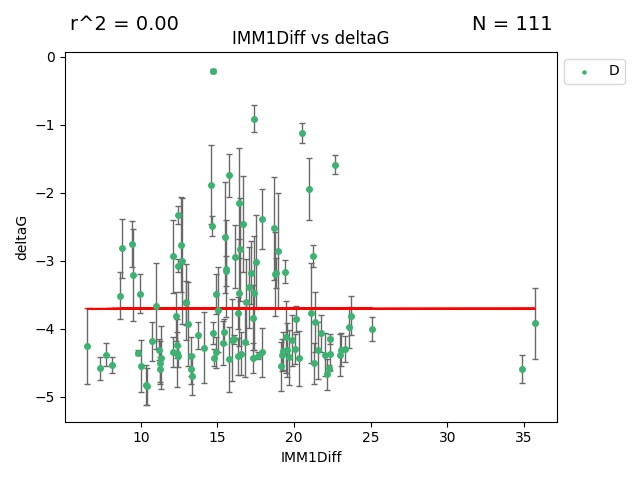 r^2 = 0.00
N = 111
IMM1Diff vs deltaG
D
0
−1
−2
−3
−4
−5
deltaG
10
15
20
25
30
35
IMM1Diff